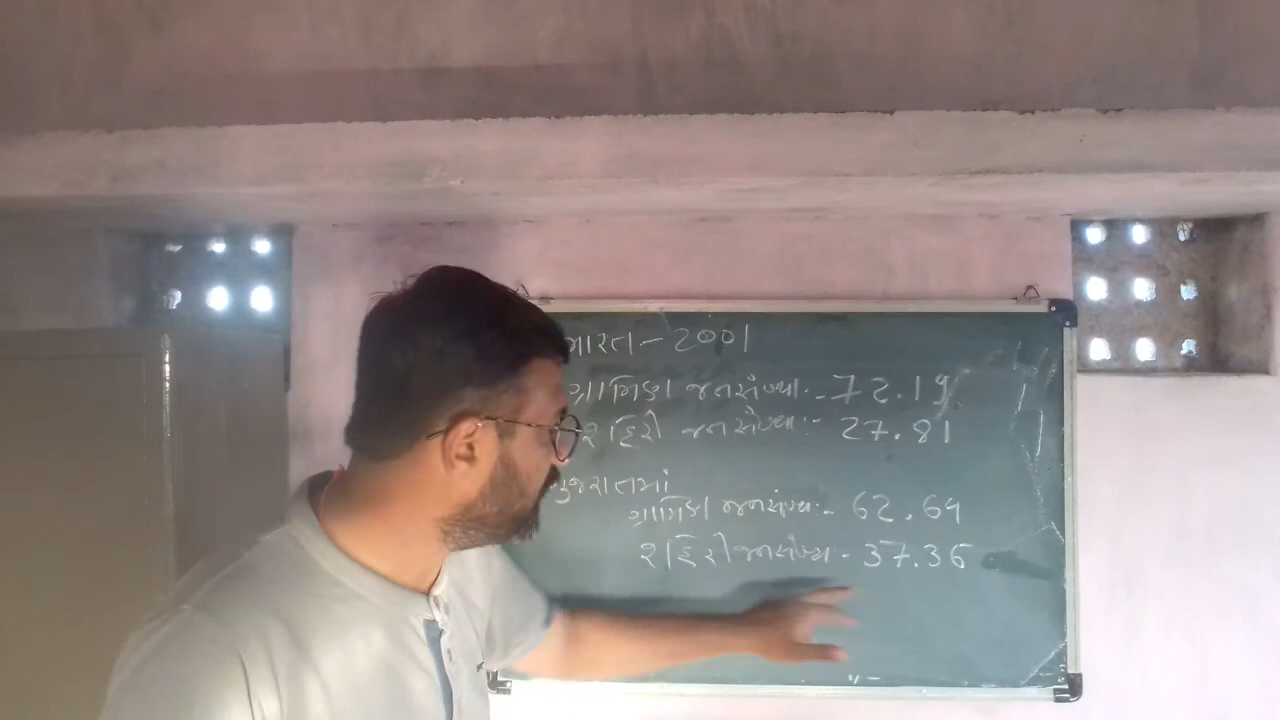 ભારત - 2001
ગ્રામિણ જનસંખ્યા :- 72.19
શહિરી જનસંખ્યા :- 27.81
ગુજરાતમાં
ગ્રામિણ જનસંખ્યા :- 62.64
શહિરી જનસંખ્યા - 37.36